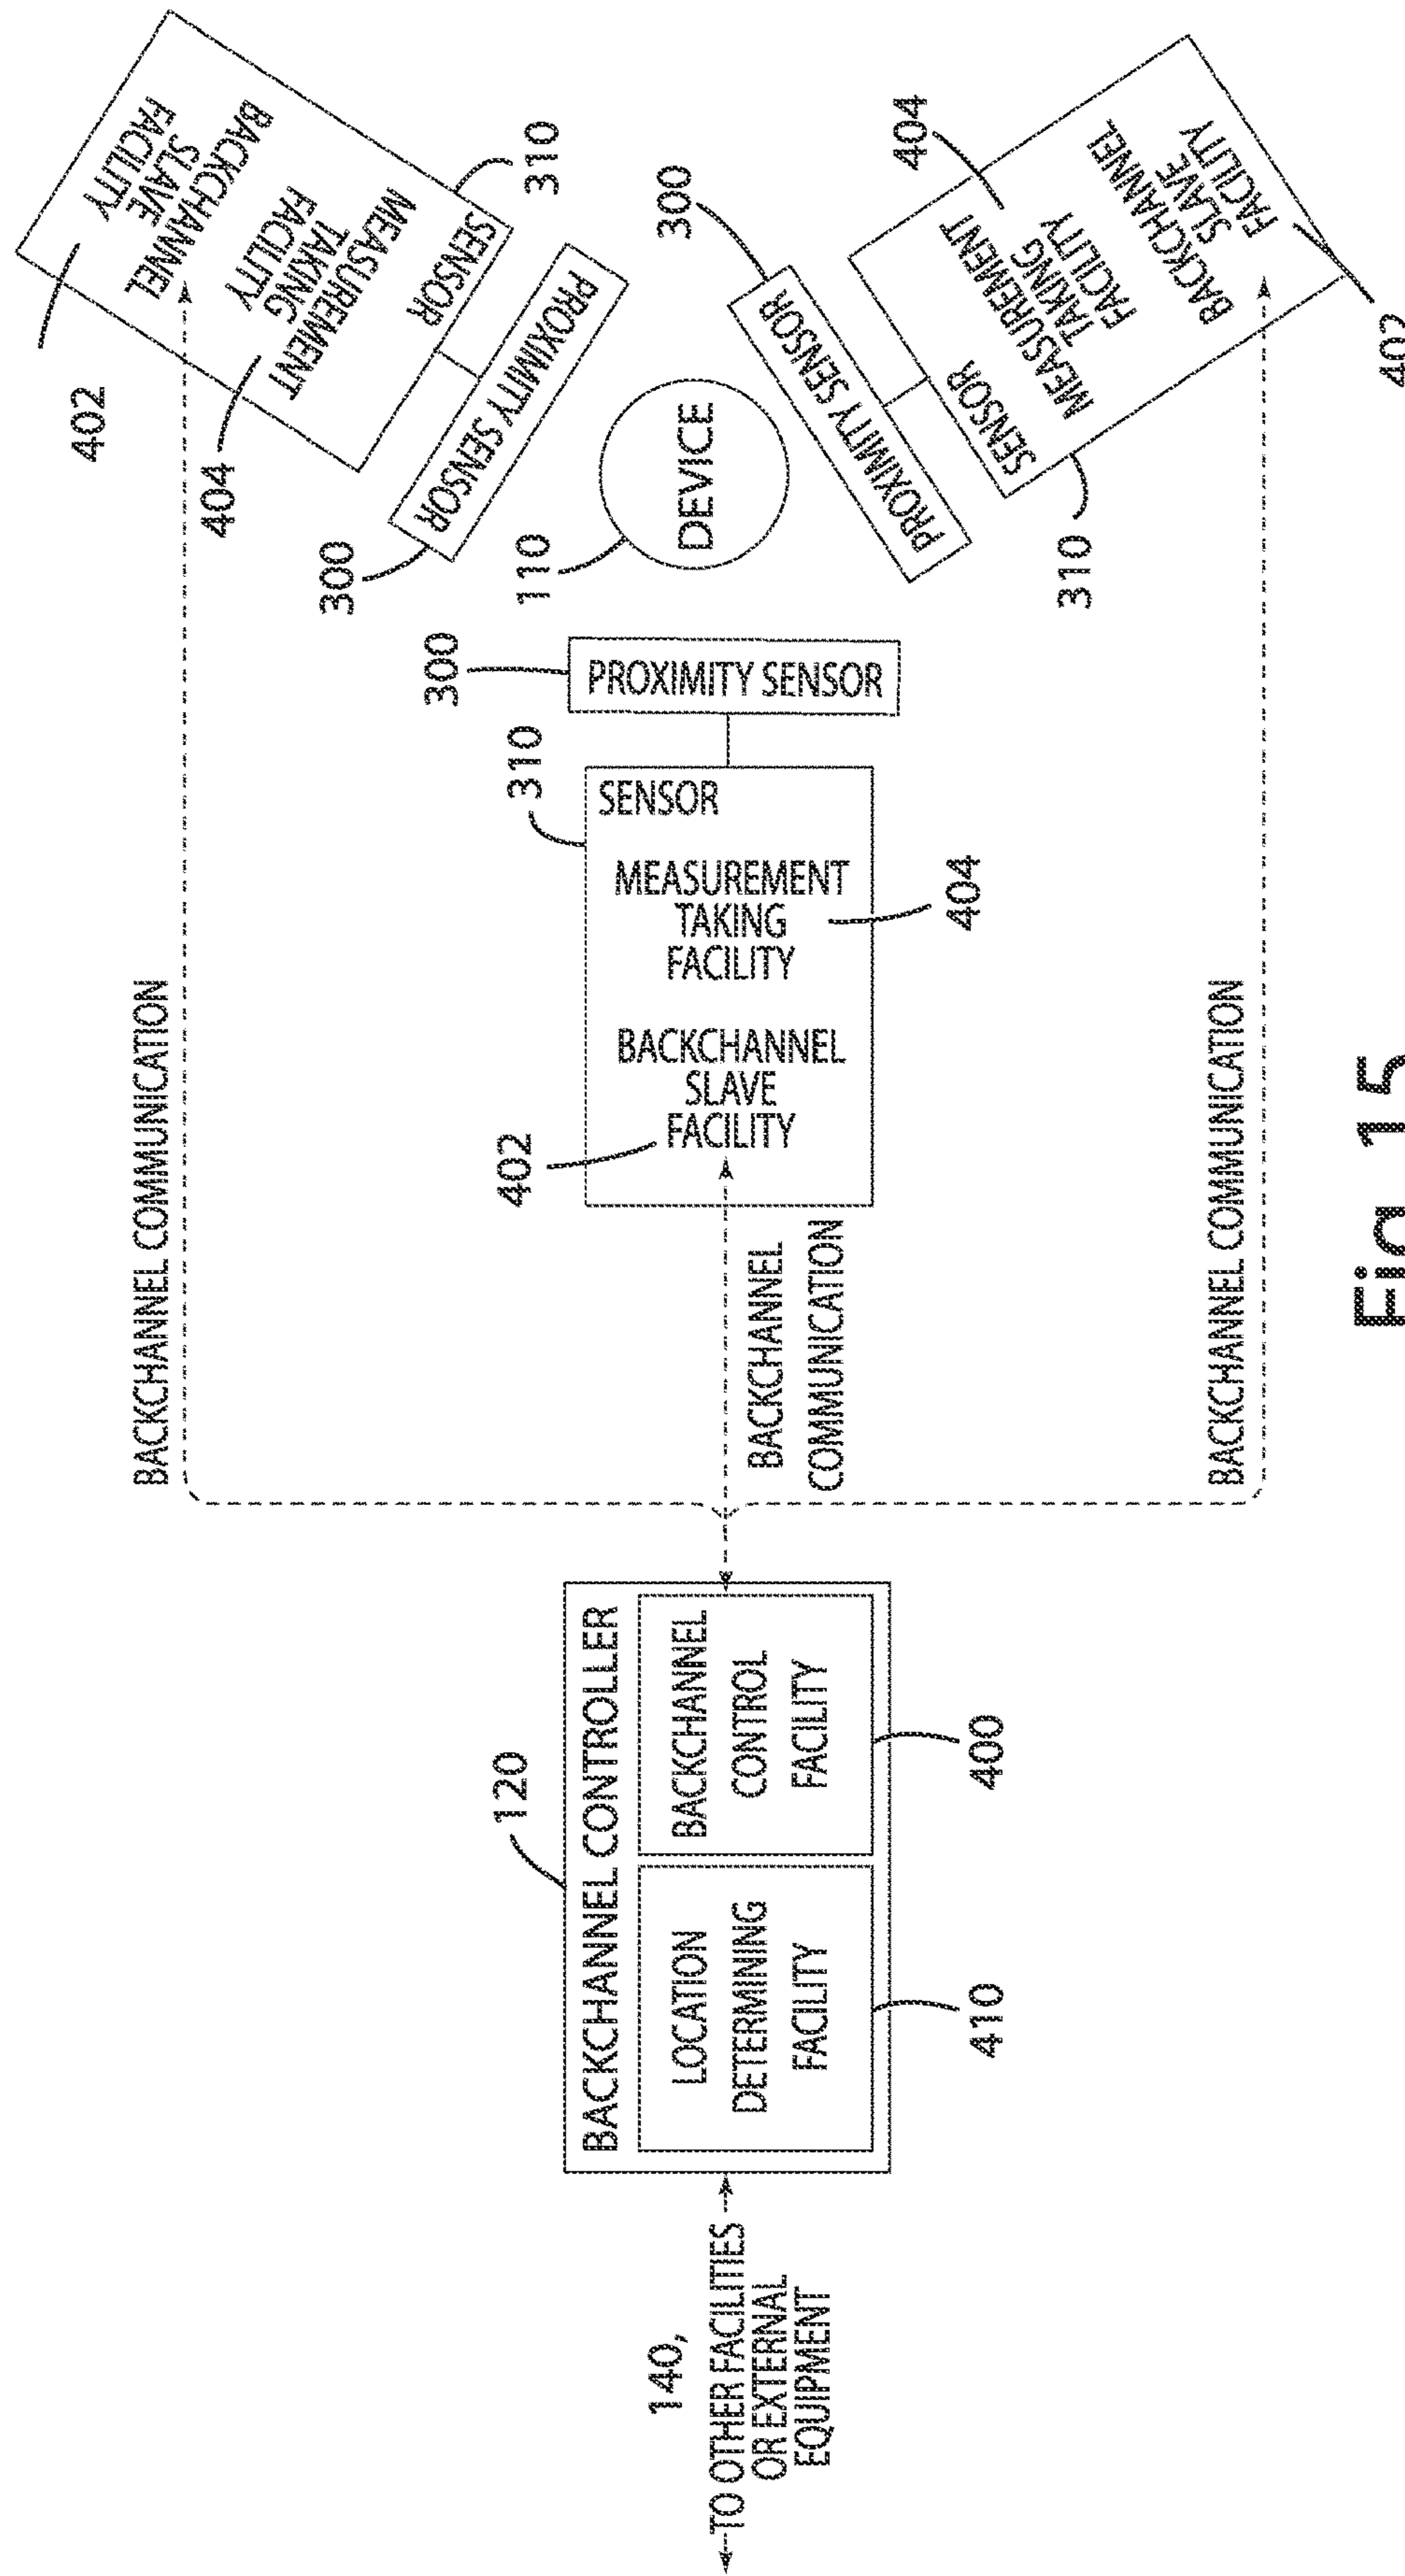 140,
TO OTHER FACILITIES
OR EXTERNAL
EQUIPMENT
120
BACKCHANNEL CONTROLLER
LOCATION
DETERMINING
FACILITY
410
BACKCHANNEL
CONTROL
FACILITY
400
BACKCHANNEL COMMUNICATION
BACKCHANNEL
COMMUNICATION
BACKCHANNEL COMMUNICATION
310
SENSOR
MEASUREMENT
TAKING
FACILITY
404
BACKCHANNEL
SLAVE
FACILITY
402
300
PROXIMITY SENSOR
110
DEVICE
402
BACKCHANNEL
SLAVE
FACILITY
404
MEASUREMENT
TAKING
FACILITY
SENSOR
310
300
PROXIMITY SENSOR
300
PROXIMITY SENSOR
310
SENSOR
MEASUREMENT
TAKING
FACILITY
404
BACKCHANNEL
SLAVE
FACILITY
402
Fig. 15